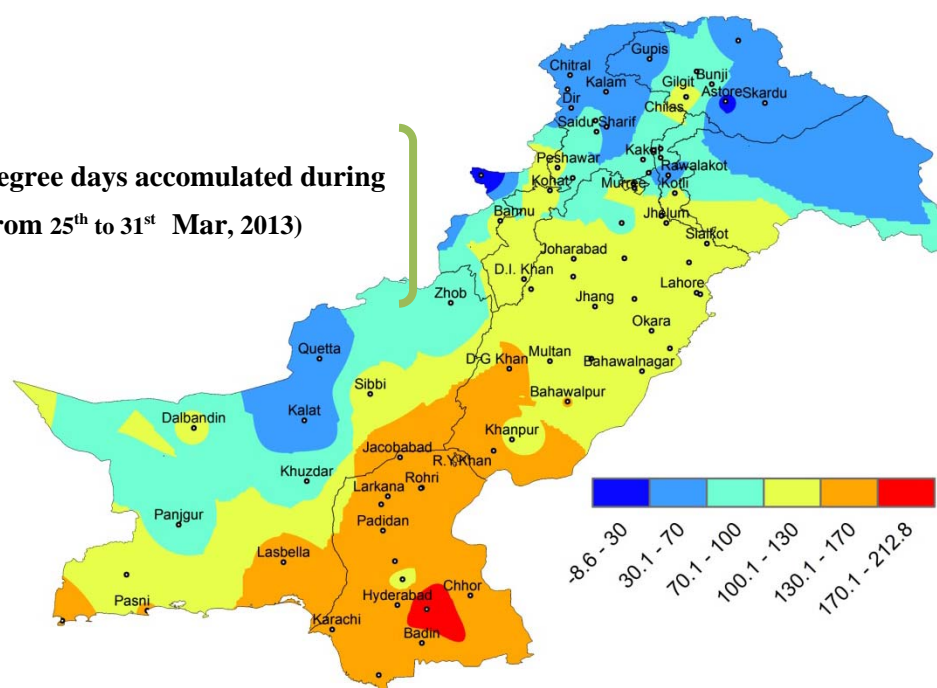 egree days accomulated during
rom 25th to 31st Mar, 2013)
Gupis
Chitral
Kalam
Gilgit
Bunji
Dir
Astore
Skardu
Chilas
Saidu Sharif
Kakul
Peshawar
Rawalakot
Kohat
Murree
Kotli
Bannu
Jhelum
Sialkot
Joharabad
D.I. Khan
Zhob
Lahore
Jhang
Okara
Quetta
D G Khan
Multan
Bahawalnagar
Sibbi
Bahawalpur
Kalat
Dalbandin
Khanpur
Jacobabad
R.Y.Khan
Khuzdar
Rohri
Larkana
Panjgur
Padidan
Lasbella
Chhor
Pasni
Hyderabad
Karachi
Badin
-8.6 - 30
30.1 - 70
70.1 - 100
100.1 - 130
130.1 - 170
170.1 - 212.8